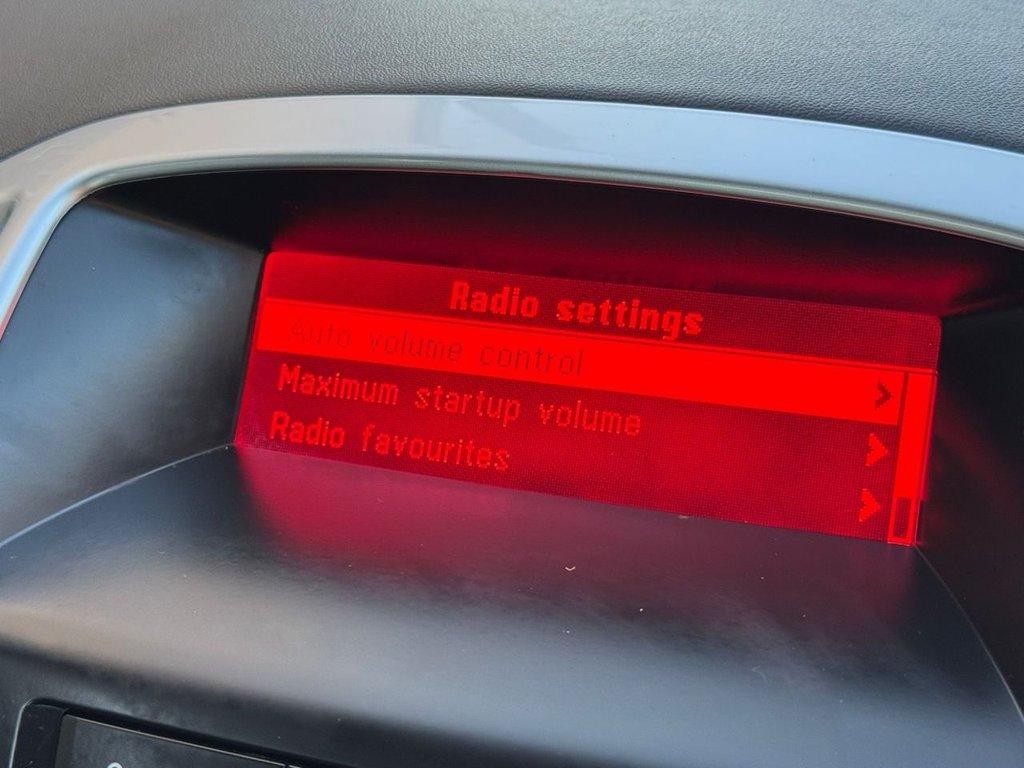 Radio settings
Auto volume control
Maximum startup volume
Radio favourites